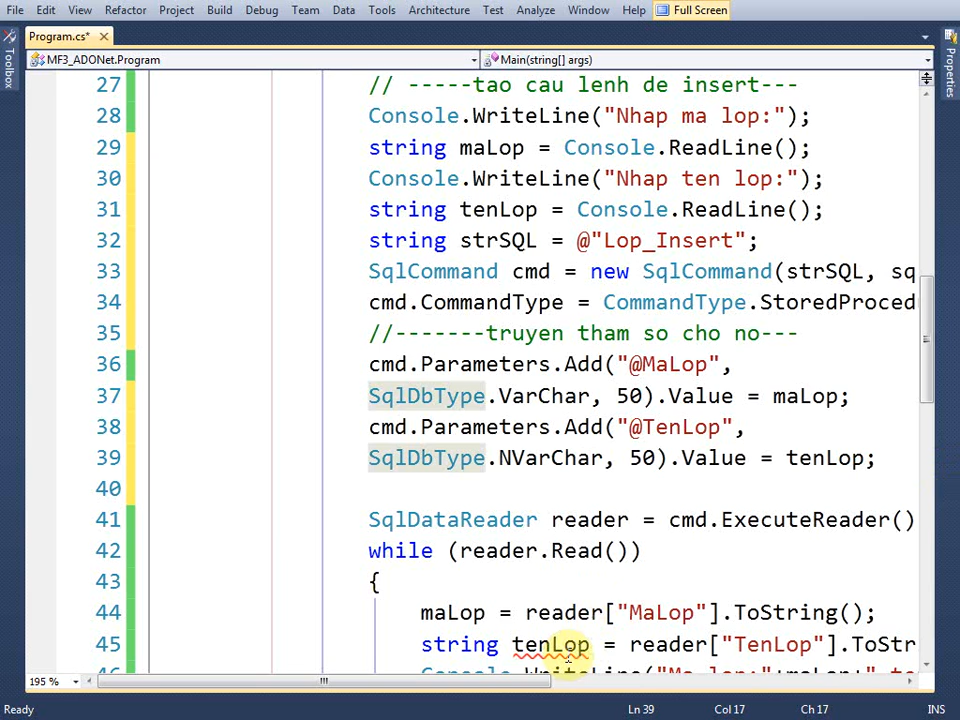 File Edit View Refactor Project Build Debug Team Data Tools Architecture Test Analyze Window Help Full Screen
Program.cs* ×
Toolbox
Properties
MF3_ADONet.Program Main(string[] args)
27 // -----tao cau lenh de insert---
28 Console.WriteLine("Nhap ma lop:");
29 string maLop = Console.ReadLine();
30 Console.WriteLine("Nhap ten lop:");
31 string tenLop = Console.ReadLine();
32 string strSQL = @"Lop_Insert";
33 SqlCommand cmd = new SqlCommand(strSQL, sq
34 cmd.CommandType = CommandType.StoredProced
35 //-------truyen tham so cho no---
36 cmd.Parameters.Add("@MaLop",
37 SqlDbType.VarChar, 50).Value = maLop;
38 cmd.Parameters.Add("@TenLop",
39 SqlDbType.NVarChar, 50).Value = tenLop;
40
41 SqlDataReader reader = cmd.ExecuteReader()
42 while (reader.Read())
43 {
44 maLop = reader["MaLop"].ToString();
45 string tenLop = reader["TenLop"].ToStr
195 %
Ready Ln 39 Col 17 Ch 17 INS